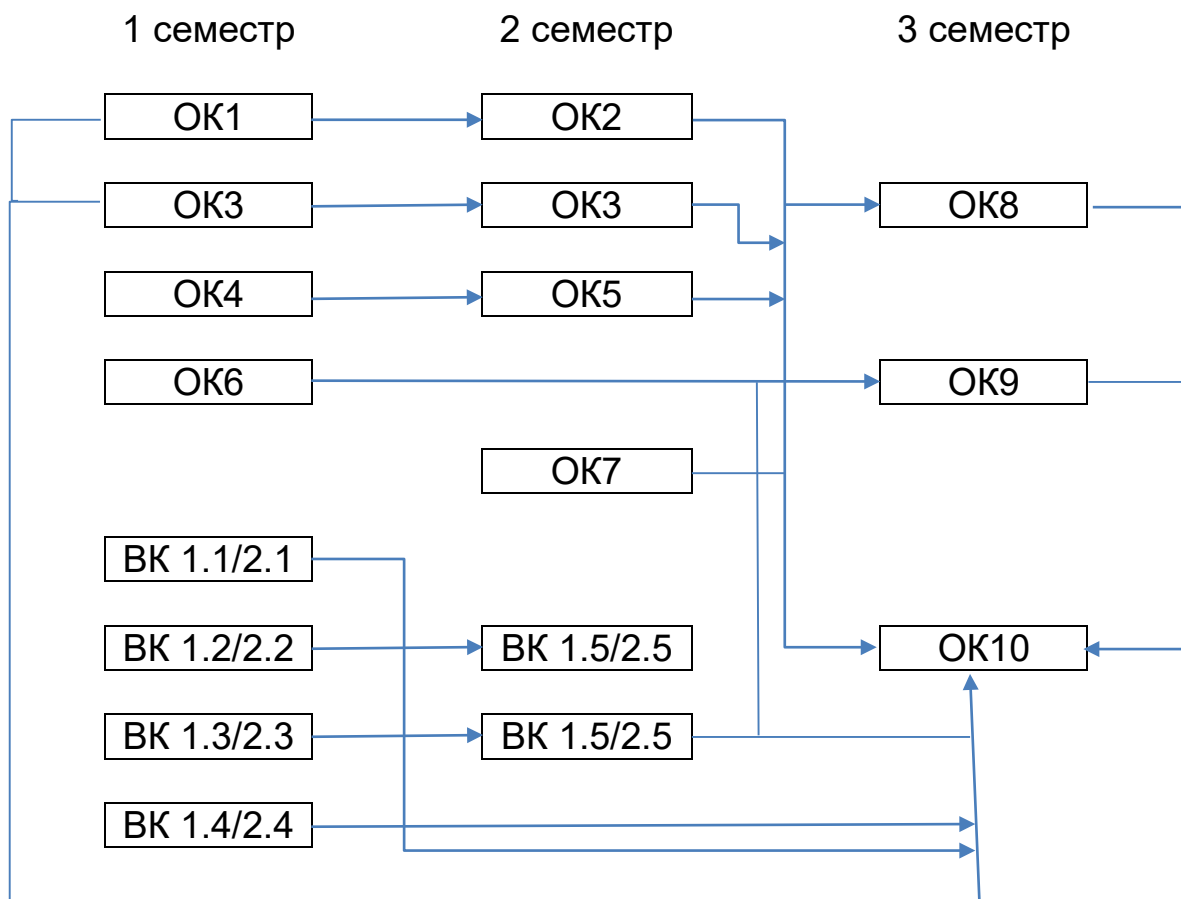 1 семестр 2 семестр 3 семестр
ОК1 ОК2
ОК3 ОК3 ОК8
ОК4 ОК5
ОК6 ОК9
ОК7
ВК 1.1/2.1
ВК 1.2/2.2 ВК 1.5/2.5 ОК10
ВК 1.3/2.3 ВК 1.5/2.5
ВК 1.4/2.4